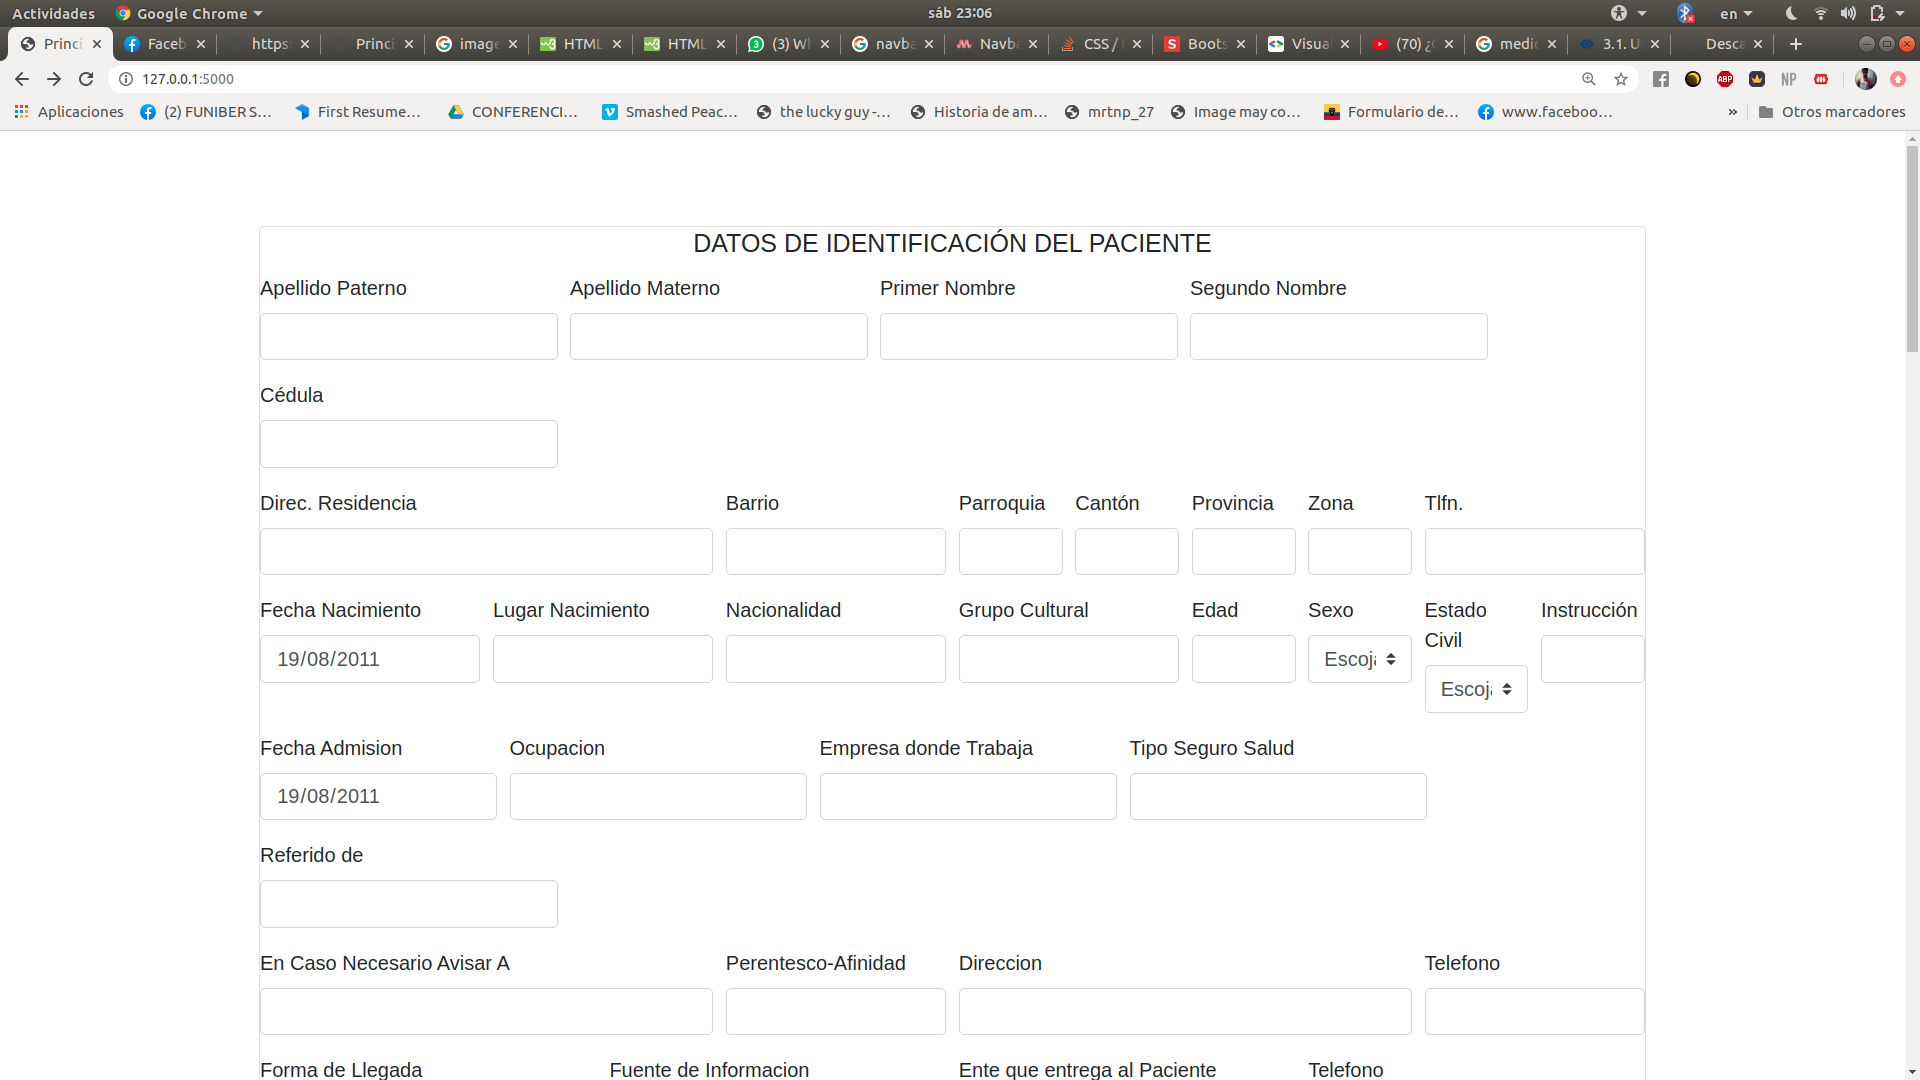 Actividades Google Chrome sáb 23:06 en
Princi Faceb https: Princi image HTML HTML (3) W navba Navba CSS / Boots Visua (70) ¿ medic 3.1. U Desca
127.0.0.1:5000 ABP NP
Aplicaciones (2) FUNIBER S... First Resume... CONFERENCI... Smashed Peac... the lucky guy -... Historia de am... mrtnp_27 Image may co... Formulario de... www.faceboo... » Otros marcadores
DATOS DE IDENTIFICACIÓN DEL PACIENTE
Apellido Paterno Apellido Materno Primer Nombre Segundo Nombre
Cédula
Direc. Residencia Barrio Parroquia Cantón Provincia Zona Tlfn.
Fecha Nacimiento Lugar Nacimiento Nacionalidad Grupo Cultural Edad Sexo Estado Civil Instrucción
19/08/2011 Escoja Escoja
Fecha Admision Ocupacion Empresa donde Trabaja Tipo Seguro Salud
19/08/2011
Referido de
En Caso Necesario Avisar A Perentesco-Afinidad Direccion Telefono
Forma de Llegada Fuente de Informacion Ente que entrega al Paciente Telefono